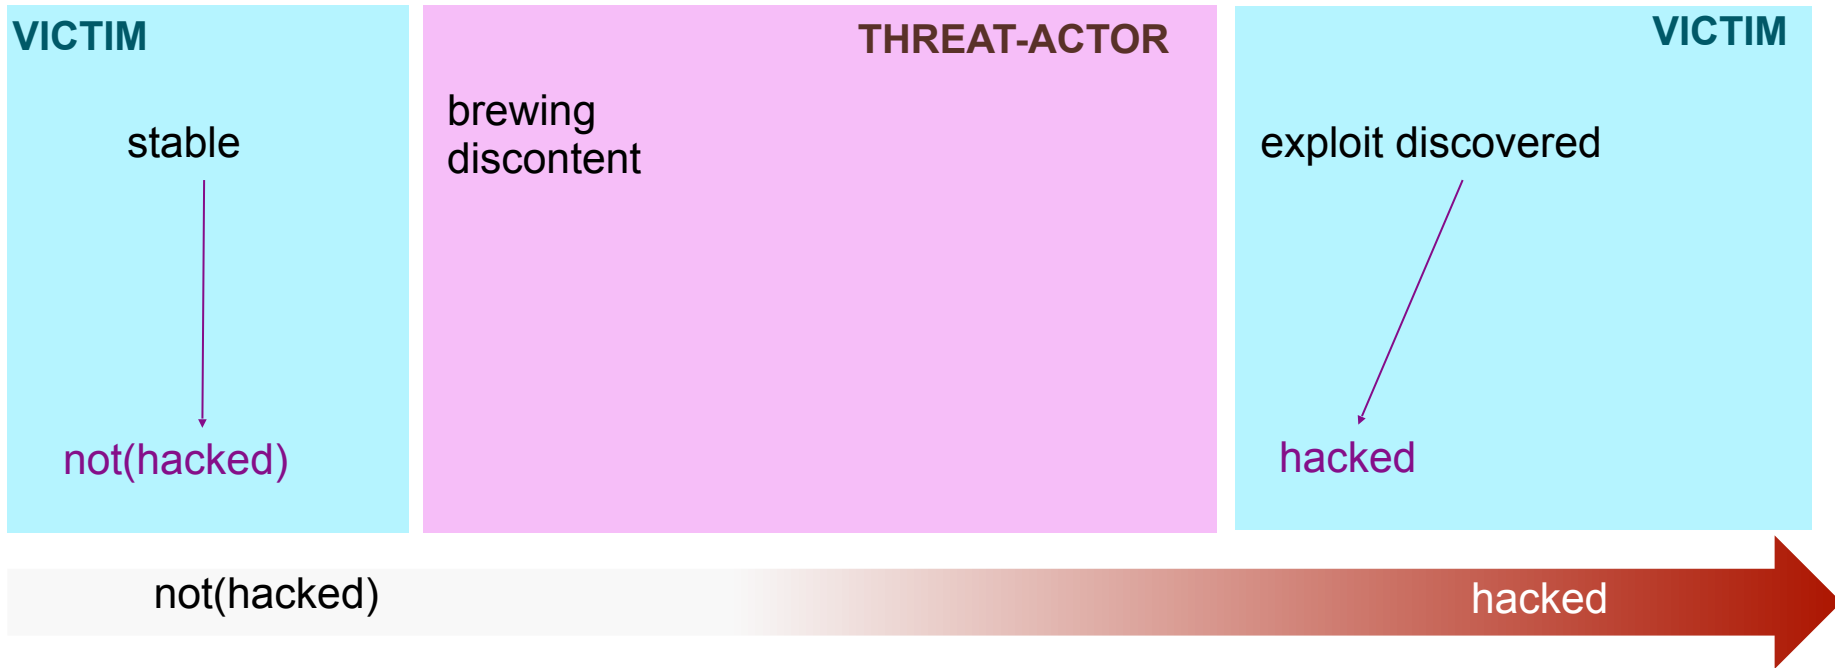 VICTIM
stable
not(hacked)
THREAT-ACTOR
brewing
discontent
VICTIM
exploit discovered
hacked
not(hacked)
hacked